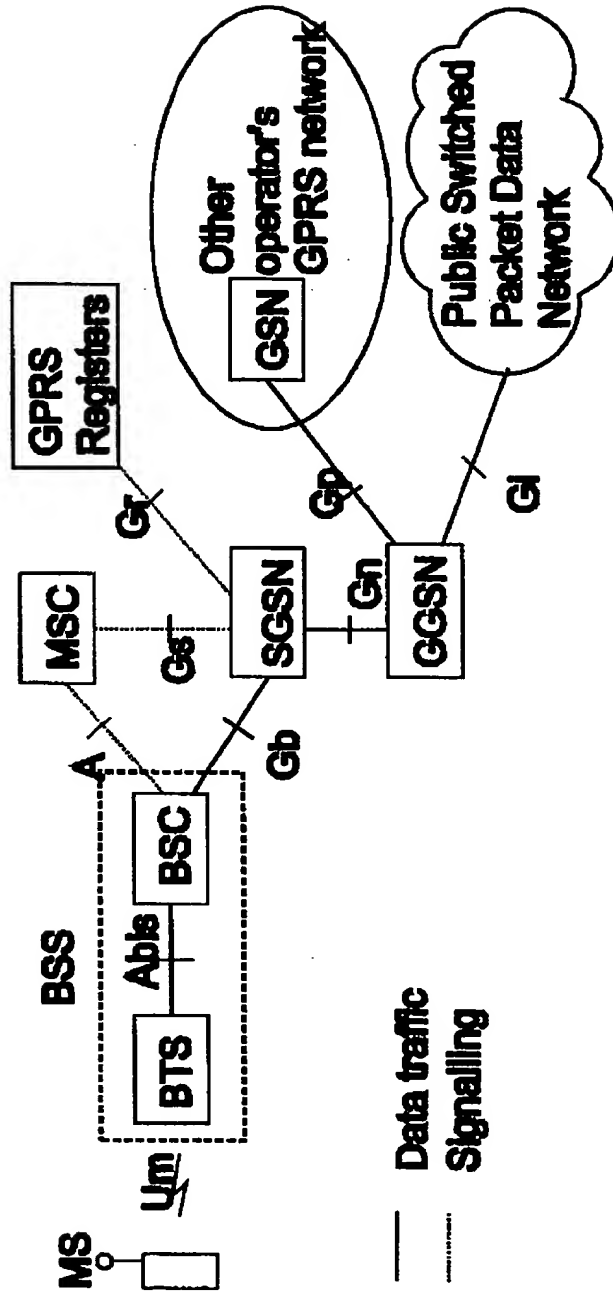 MS
Um
BSS
BTS
Abis
BSC
A
MSC
Gs
Gr
GPRS
Registers
Gb
SGSN
Gn
GGSN
Gp
Gi
Other
operator's
GPRS network
GSN
Public Switched
Packet Data
Network
Data traffic
Signalling